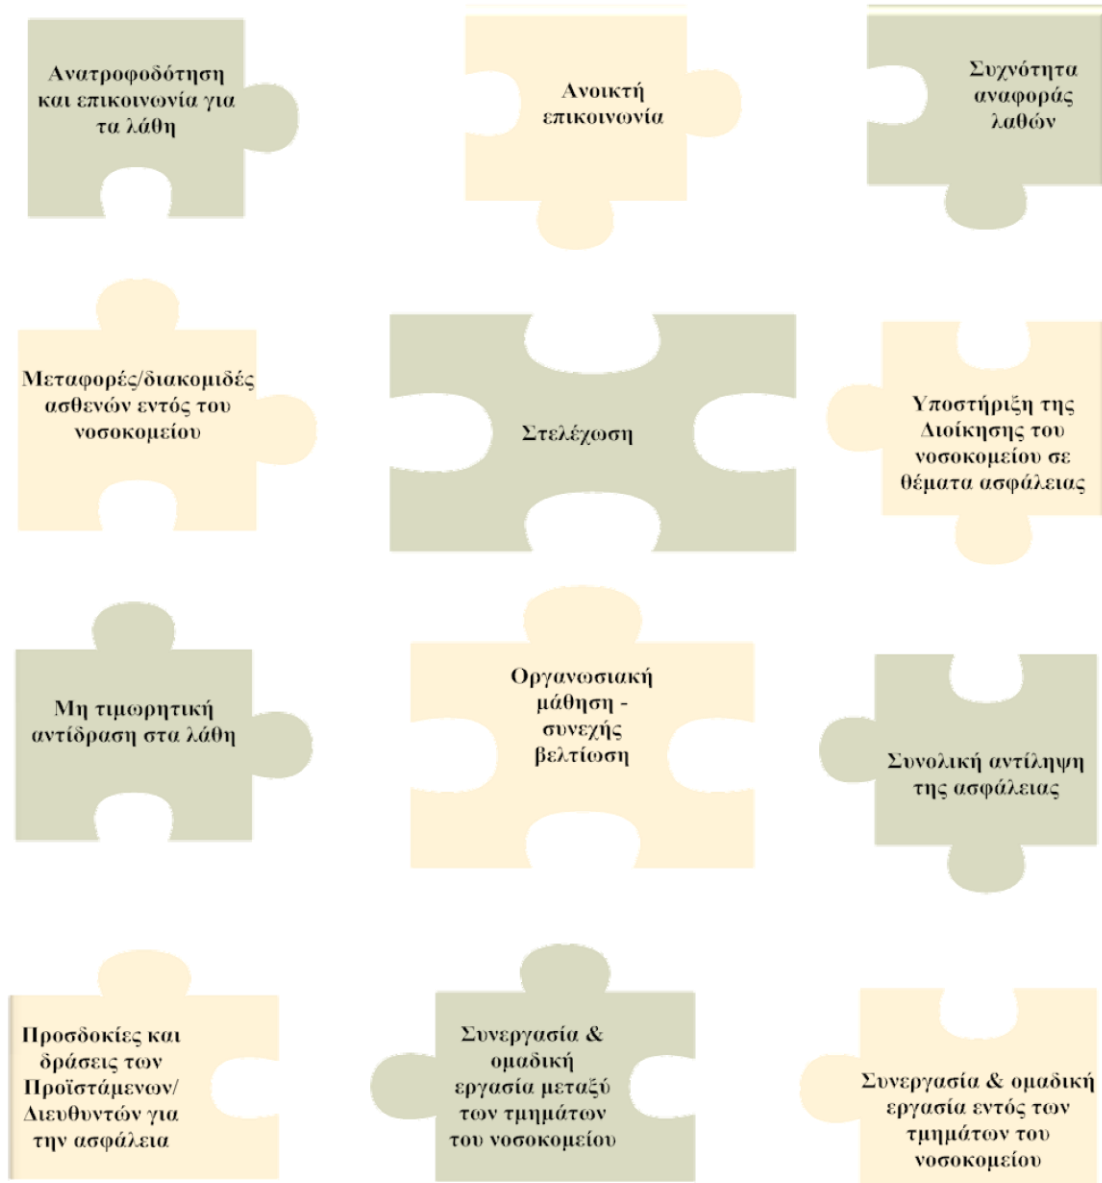 Ανατροφοδότηση
και επικοινωνία για
τα λάθη
Ανοικτή
επικοινωνία
Συχνότητα
αναφοράς
λαθών
Μεταφορές/διακομιδές
ασθενών εντός του
νοσοκομείου
Στελέχωση
Υποστήριξη της
Διοίκησης του
νοσοκομείου σε
θέματα ασφάλειας
Μη τιμωρητική
αντίδραση στα λάθη
Οργανωσιακή
μάθηση -
συνεχής
βελτίωση
Συνολική αντίληψη
της ασφάλειας
Προσδοκίες και
δράσεις των
Προϊστάμενων/
Διευθυντών για
την ασφάλεια
Συνεργασία &
ομαδική
εργασία μεταξύ
των τμημάτων
του νοσοκομείου
Συνεργασία & ομαδική
εργασία εντός των
τμημάτων του
νοσοκομείου